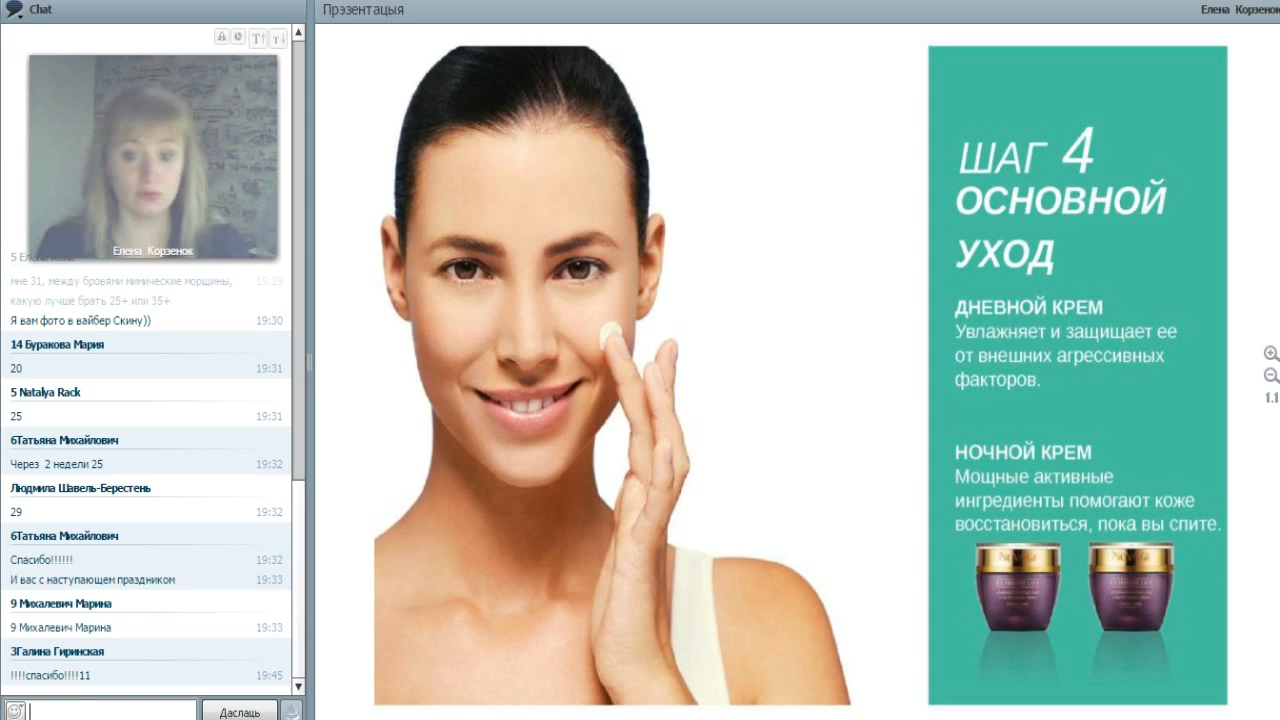 Chat
Елена Корзенок
5 Елена
мне 31, между бровями мимические морщины, 19:29
какую лучше брать 25+ или 35+
Я вам фото в вайбер Скину)) 19:30
14 Буракова Мария
20 19:31
5 Natalya Rack
25 19:31
6Татьяна Михайлович
Через 2 недели 25 19:32
Людмила Шавель-Берестень
29 19:32
6Татьяна Михайлович
Спасибо!!!!!! 19:32
И вас с наступающем праздником 19:33
9 Михалевич Марина
9 Михалевич Марина 19:33
3Галина Гиринская
!!!!спасибо!!!!11 19:45
Даслаць
Прэзентацыя
Елена Корзенок
ШАГ 4
ОСНОВНОЙ
УХОД
ДНЕВНОЙ КРЕМ
Увлажняет и защищает ее
от внешних агрессивных
факторов.
НОЧНОЙ КРЕМ
Мощные активные
ингредиенты помогают коже
восстановиться, пока вы спите.
1.1